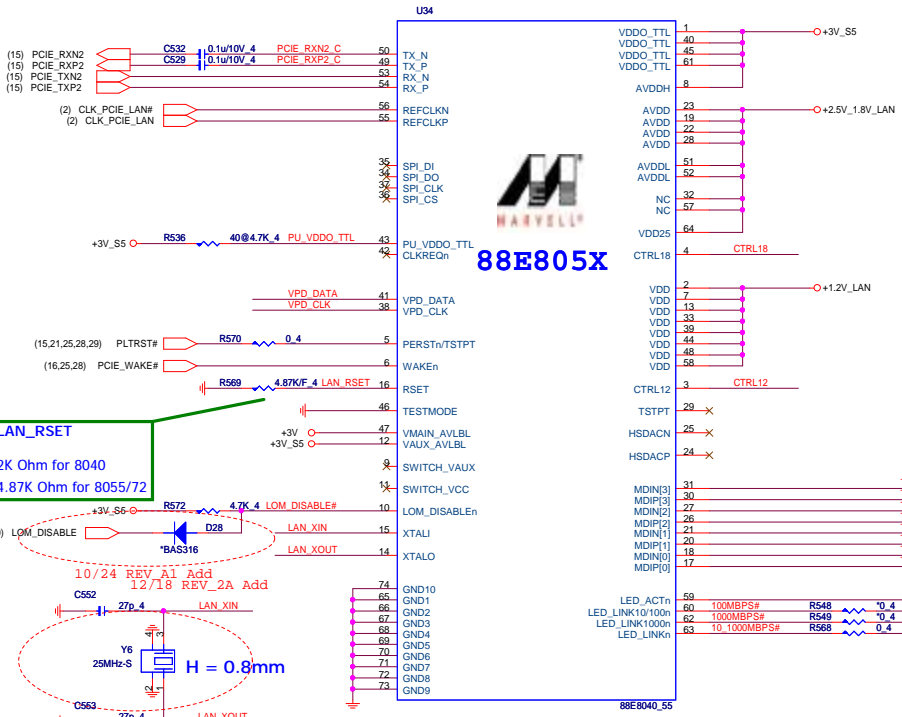 U34
(15) PCIE_RXN2 C532 0.1u/10V_4 PCIE_RXN2_C 50 TX_N
(15) PCIE_RXP2 C529 0.1u/10V_4 PCIE_RXP2_C 49 TX_P
(15) PCIE_TXN2 53 RX_N
(15) PCIE_TXP2 54 RX_P
(2) CLK_PCIE_LAN# 56 REFCLKN
(2) CLK_PCIE_LAN 55 REFCLKP
35 SPI_DI
34 SPI_DO
37 SPI_CLK
36 SPI_CS
+3V_S5 R536 40@4.7K_4 PU_VDDO_TTL 43 PU_VDDO_TTL
42 CLKREQn
VPD_DATA 41 VPD_DATA
VPD_CLK 38 VPD_CLK
(15,21,25,28,29) PLTRST# R570 0_4 5 PERSTn/TSTPT
(16,25,28) PCIE_WAKE# 6 WAKEn
R569 4.87K/F_4 LAN_RSET 16 RSET
46 TESTMODE
+3V 47 VMAIN_AVLBL
+3V_S5 12 VAUX_AVLBL
9 SWITCH_VAUX
11 SWITCH_VCC
+3V_S5 R572 4.7K_4 LOM_DISABLE# 10 LOM_DISABLEn
LOM_DISABLE D28 LAN_XIN 15 XTALI
*BAS316 LAN_XOUT 14 XTALO
LAN_RSET
2K Ohm for 8040
4.87K Ohm for 8055/72
10/24 REV_A1 Add
12/18 REV_2A Add
74 GND10
65 GND1
66 GND2
67 GND3
68 GND4
69 GND5
70 GND6
71 GND7
72 GND8
73 GND9
C552
27p_4 LAN_XIN
4 3
Y6
25MHz-S
H = 0.8mm
2 1
C553
27p_4 LAN_XOUT
MARVELL®
88E805X
VDDO_TTL 1 +3V_S5
VDDO_TTL 40
VDDO_TTL 45
VDDO_TTL 61
AVDDH 8
AVDD 23 +2.5V_1.8V_LAN
AVDD 19
AVDD 22
AVDD 28
AVDDL 51
AVDDL 52
NC 32
NC 57
VDD25 64
CTRL18 4 CTRL18
VDD 2 +1.2V_LAN
VDD 7
VDD 13
VDD 33
VDD 39
VDD 44
VDD 48
VDD 58
CTRL12 3 CTRL12
TSTPT 29
HSDACN 25
HSDACP 24
MDIN[3] 31
MDIP[3] 30
MDIN[2] 27
MDIP[2] 26
MDIN[1] 21
MDIP[1] 20
MDIN[0] 18
MDIP[0] 17
LED_ACTn 59
LED_LINK10/100n 60 100MBPS# R548 *0_4
LED_LINK1000n 62 1000MBPS# R549 *0_4
LED_LINKn 63 10_1000MBPS# R568 0_4
88E8040_55